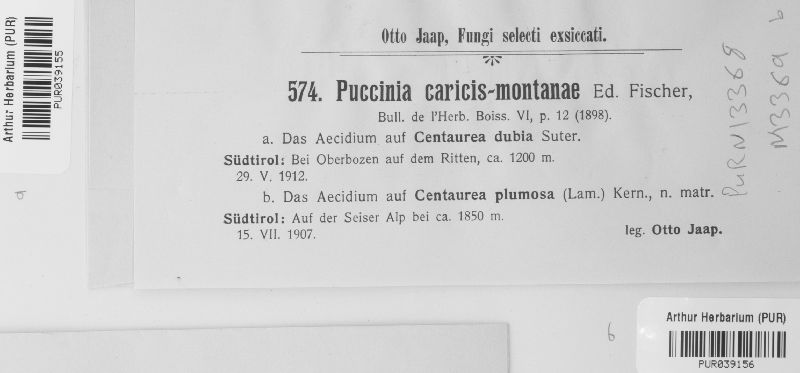 Otto Jaap, Fungi selecti exsiccati.
574. Puccinia caricis-montanae Ed. Fischer,
Bull. de l'Herb. Boiss. VI, p. 12 (1898).
a. Das Aecidium auf Centaurea dubia Suter.
Südtirol: Bei Oberbozen auf dem Ritten, ca. 1200 m.
29. V. 1912.
b. Das Aecidium auf Centaurea plumosa (Lam.) Kern., n. matr.
Südtirol: Auf der Seiser Alp bei ca. 1850 m.
15. VII. 1907.
leg. Otto Jaap.
Arthur Herbarium (PUR)
PUR039155
a
PURN13368
M3369 b
b
Arthur Herbarium (PUR)
PUR039156